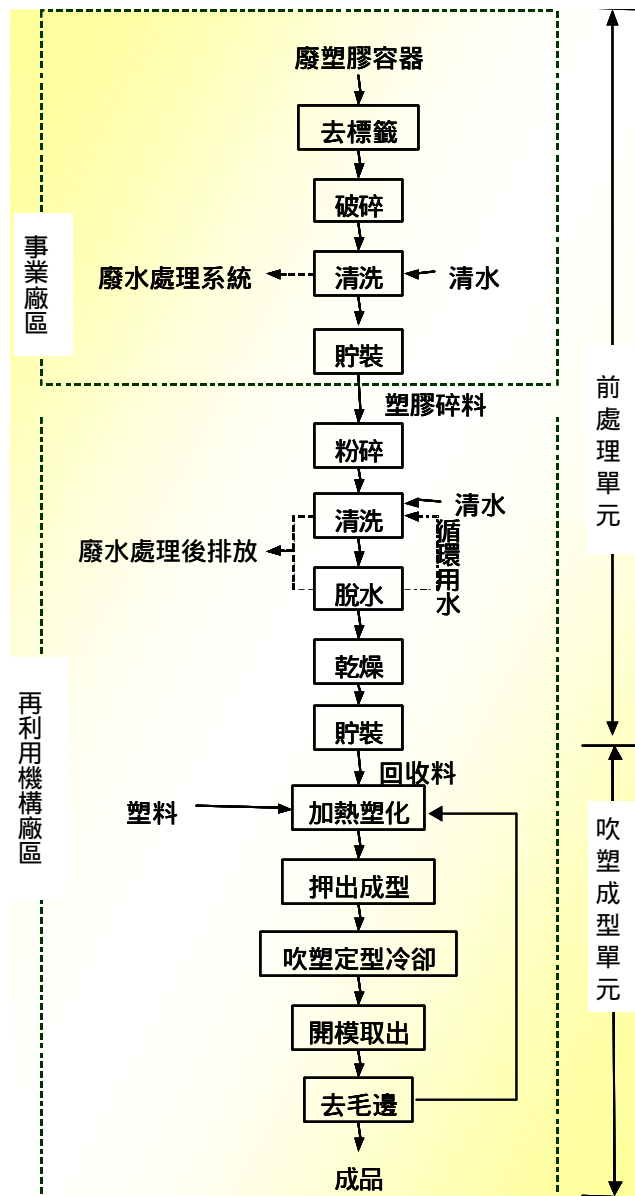 廢塑膠容器
去標籤
破碎
事業廠區
廢水處理系統
清洗
清水
貯裝
塑膠碎料
前處理單元
粉碎
清洗
清水
循環用水
廢水處理後排放
脫水
乾燥
再利用機構廠區
貯裝
回收料
塑料
加熱塑化
吹塑成型單元
押出成型
吹塑定型冷卻
開模取出
去毛邊
成品